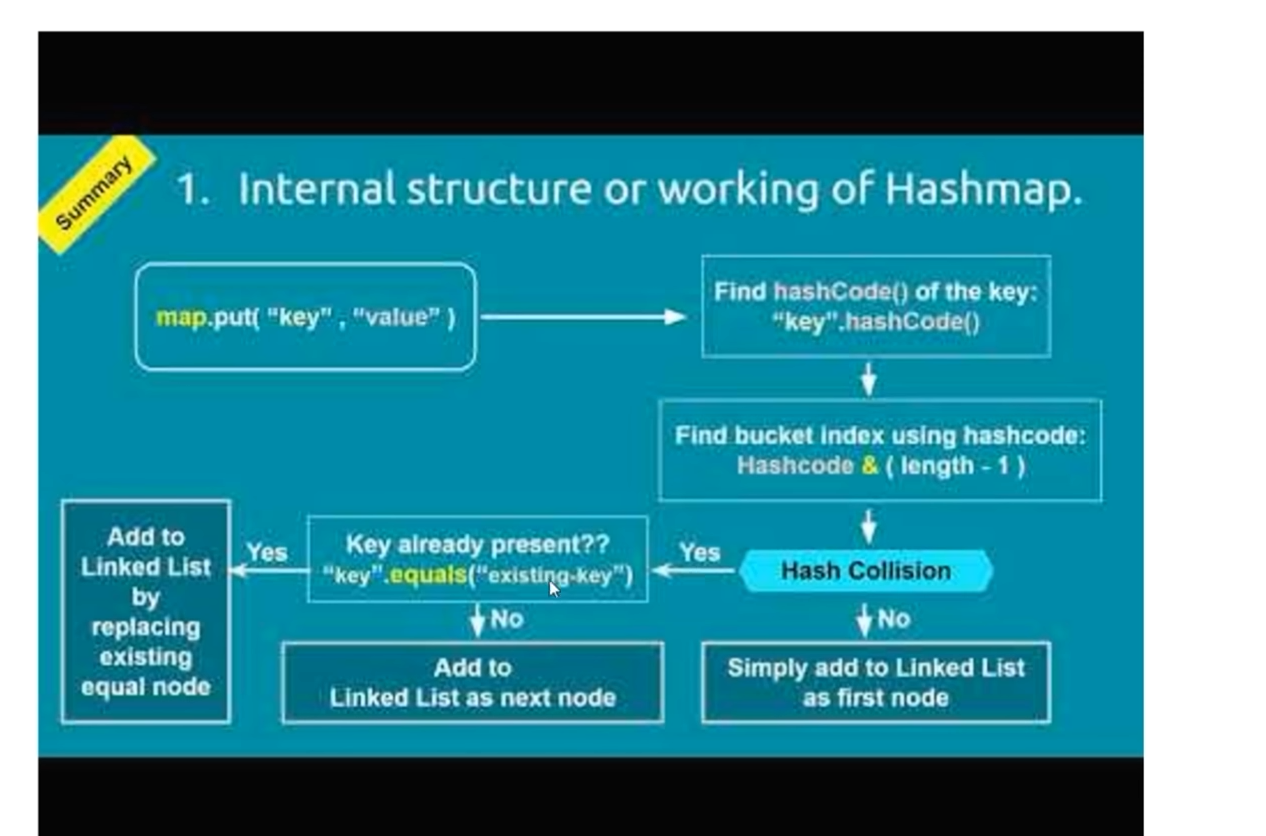 Summary
1. Internal structure or working of Hashmap.
map.put( “key” , “value” )
Find hashCode() of the key:
“key”.hashCode()
Find bucket index using hashcode:
Hashcode & ( length - 1 )
Hash Collision
Yes
No
Key already present??
“key”.equals(“existing-key”)
Yes
No
Add to
Linked List
by
replacing
existing
equal node
Add to
Linked List as next node
Simply add to Linked List
as first node